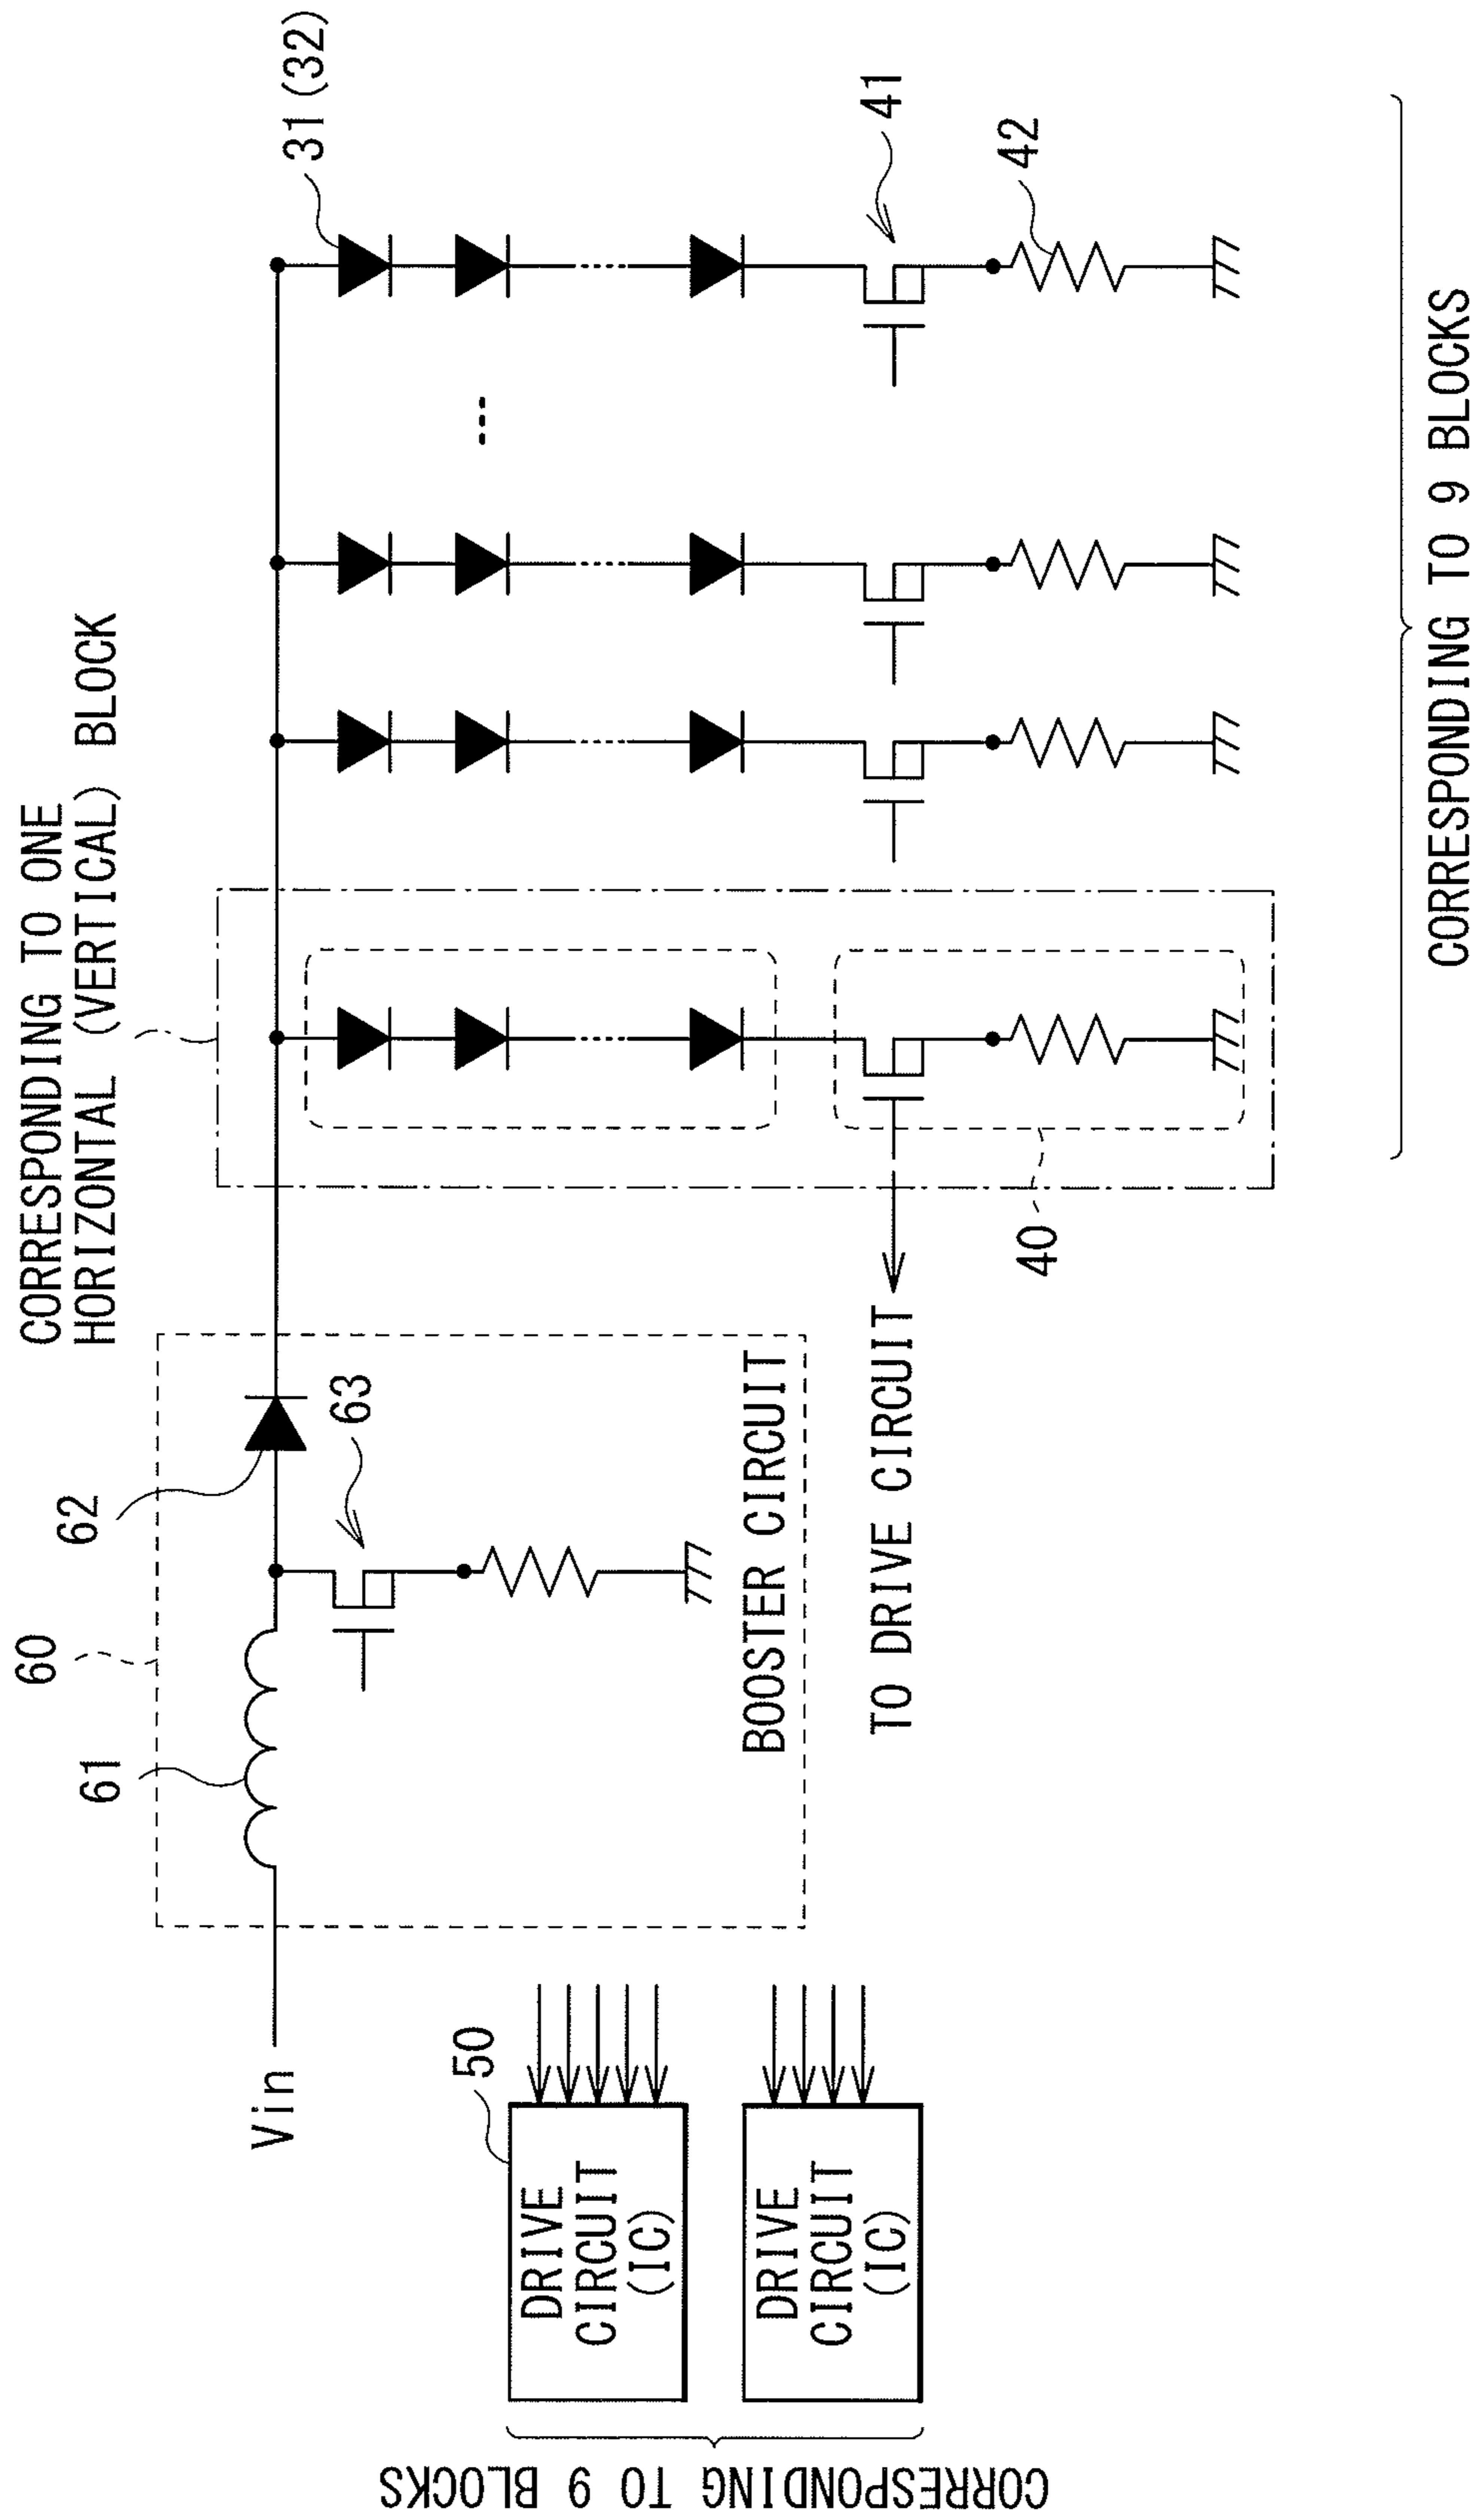 CORRESPONDING TO ONE
HORIZONTAL (VERTICAL) BLOCK
60
61
62
63
31(32)
Vin
BOOSTER CIRCUIT
41
42
40
TO DRIVE CIRCUIT
50
DRIVE
CIRCUIT
(IC)
DRIVE
CIRCUIT
(IC)
CORRESPONDING TO 9 BLOCKS
CORRESPONDING TO 9 BLOCKS